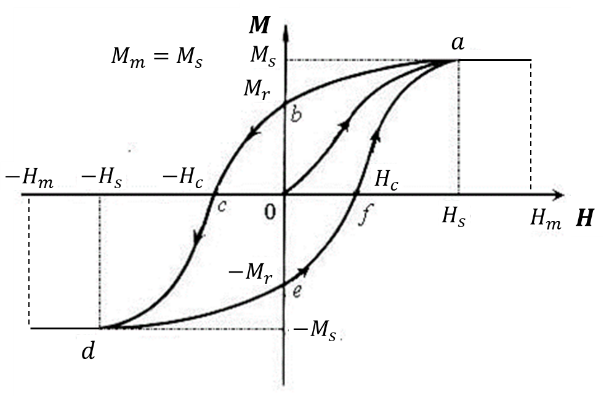 M
M_m = M_s
M_s
a
M_r
b
−H_m
−H_s
−H_c
H_c
c
0
f
H_s
H_m
H
−M_r
e
d
−M_s